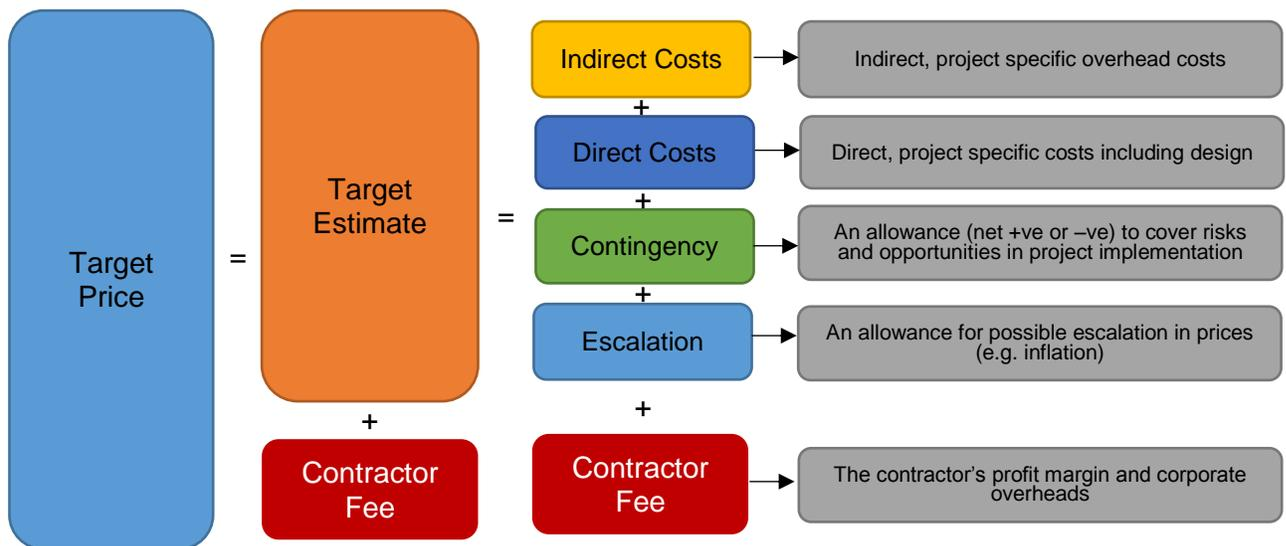 Target
Price
=
Target
Estimate
+
Contractor
Fee
=
Indirect Costs
Indirect, project specific overhead costs
+
Direct Costs
Direct, project specific costs including design
+
Contingency
An allowance (net +ve or –ve) to cover risks
and opportunities in project implementation
+
Escalation
An allowance for possible escalation in prices
(e.g. inflation)
+
Contractor
Fee
The contractor’s profit margin and corporate
overheads